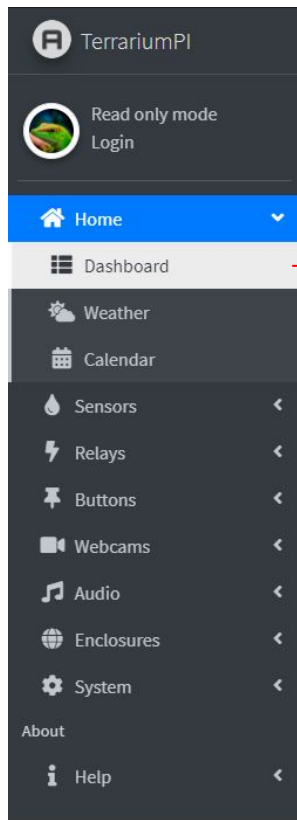 TerrariumPI
Read only mode
Login
Home
Dashboard
Weather
Calendar
Sensors
Relays
Buttons
Webcams
Audio
Enclosures
System
About
Help